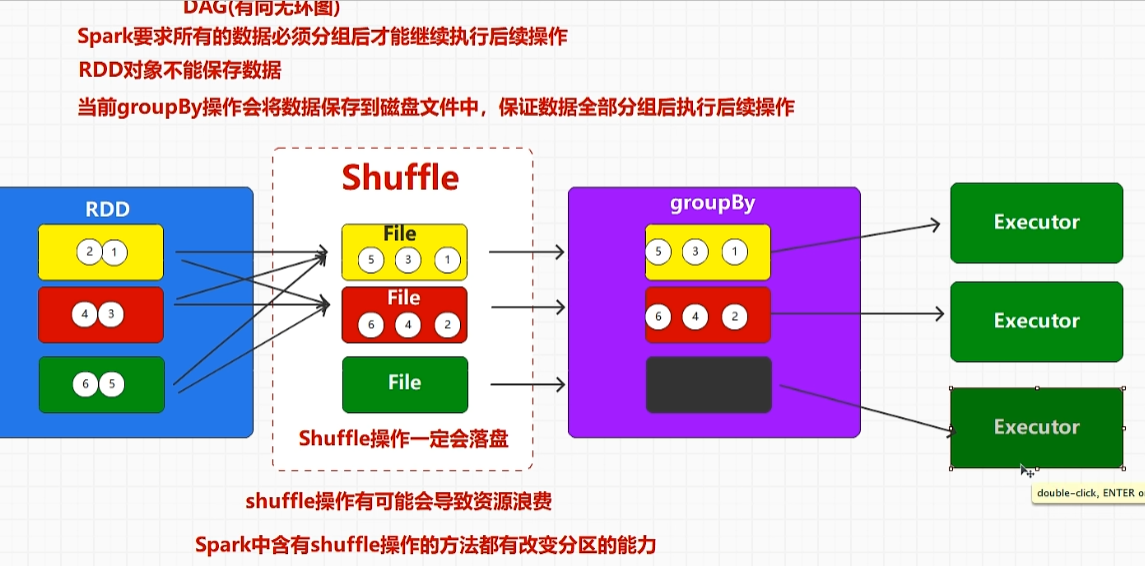 DAG(有向无环图)
Spark要求所有的数据必须分组后才能继续执行后续操作
RDD对象不能保存数据
当前groupBy操作会将数据保存到磁盘文件中，保证数据全部分组后执行后续操作
Shuffle
RDD
groupBy
File
2 1
5 3 1
5 3 1
Executor
File
4 3
6 4 2
6 4 2
Executor
6 5
File
Executor
Shuffle操作一定会落盘
double-click, ENTER o
shuffle操作有可能会导致资源浪费
Spark中含有shuffle操作的方法都有改变分区的能力